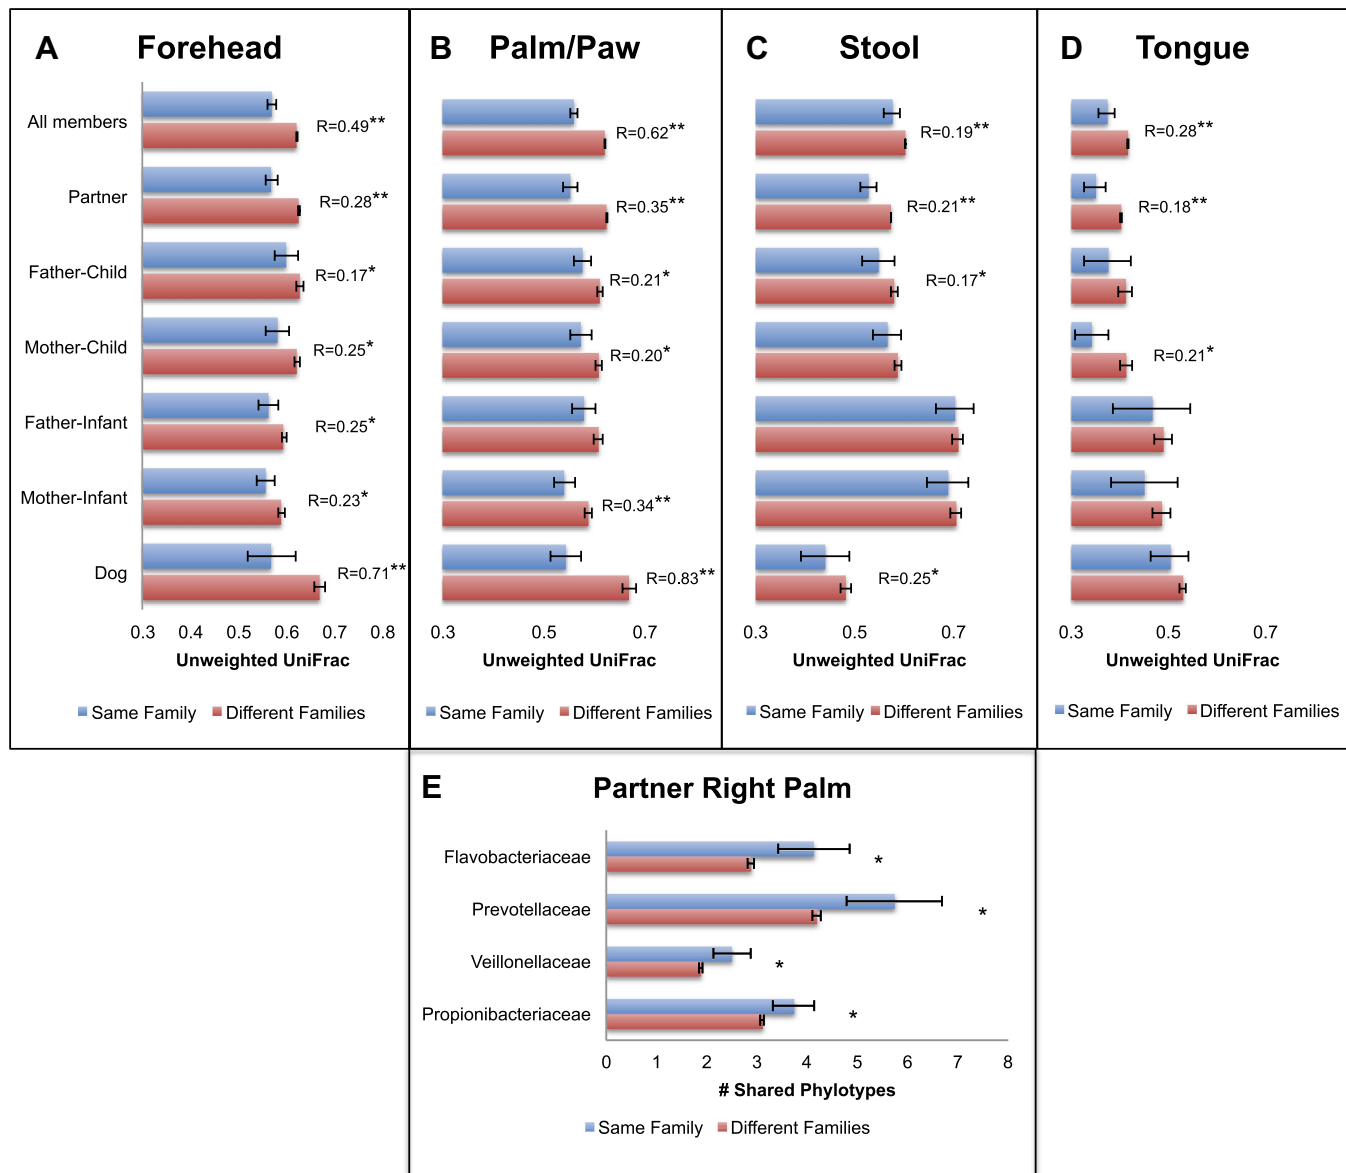 A Forehead
All members
R=0.49**
Partner
R=0.28**
Father-Child
R=0.17*
Mother-Child
R=0.25*
Father-Infant
R=0.25*
Mother-Infant
R=0.23*
Dog
R=0.71**
0.3 0.4 0.5 0.6 0.7 0.8
Unweighted UniFrac
Same Family Different Families
B Palm/Paw
R=0.62**
R=0.35**
R=0.21*
R=0.20*
R=0.34**
R=0.83**
0.3 0.5 0.7
Unweighted UniFrac
Same Family Different Families
C Stool
R=0.19**
R=0.21**
R=0.17*
R=0.25*
0.3 0.5 0.7
Unweighted UniFrac
Same Family Different Families
D Tongue
R=0.28**
R=0.18**
R=0.21*
0.3 0.5 0.7
Unweighted UniFrac
Same Family Different Families
E Partner Right Palm
Flavobacteriaceae
*
Prevotellaceae
*
Veillonellaceae
*
Propionibacteriaceae
*
0 1 2 3 4 5 6 7 8
# Shared Phylotypes
Same Family Different Families